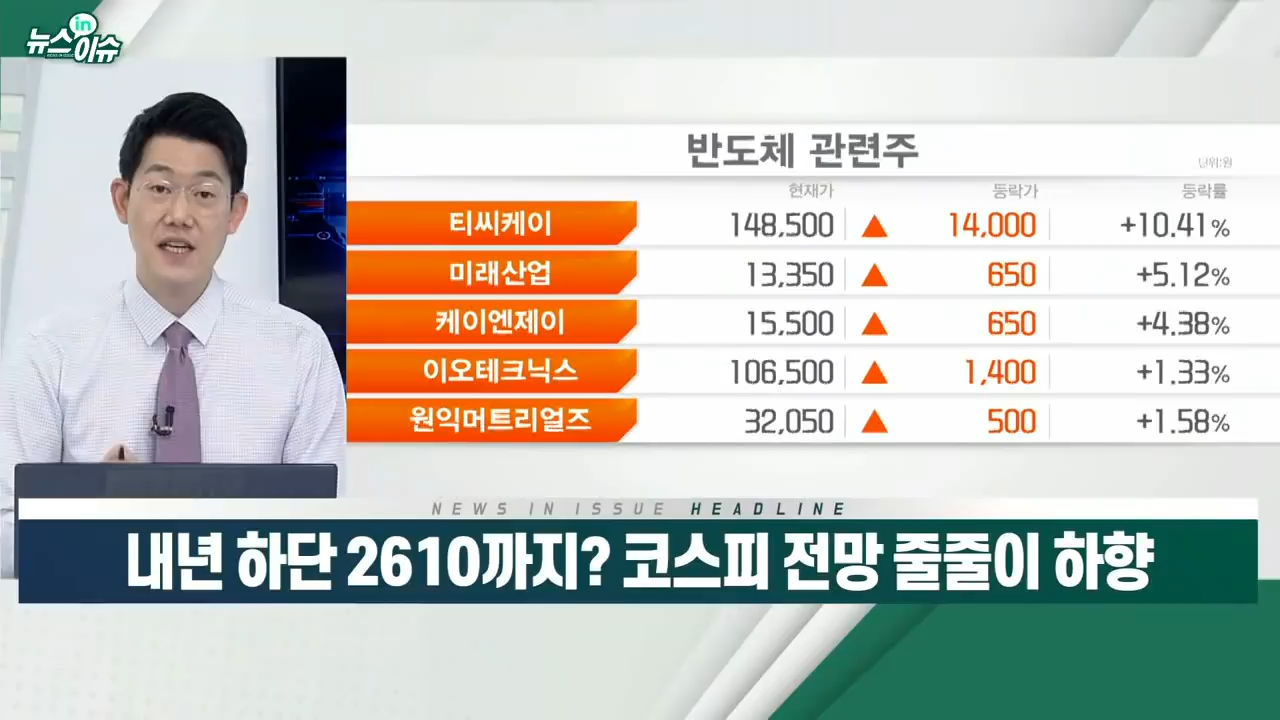 뉴스in이슈
반도체 관련주
단위:원
현재가 등락가 등락률
티씨케이 148,500 ▲ 14,000 +10.41%
미래산업 13,350 ▲ 650 +5.12%
케이엔제이 15,500 ▲ 650 +4.38%
이오테크닉스 106,500 ▲ 1,400 +1.33%
원익머트리얼즈 32,050 ▲ 500 +1.58%
NEWS IN ISSUE HEADLINE
내년 하단 2610까지? 코스피 전망 줄줄이 하향